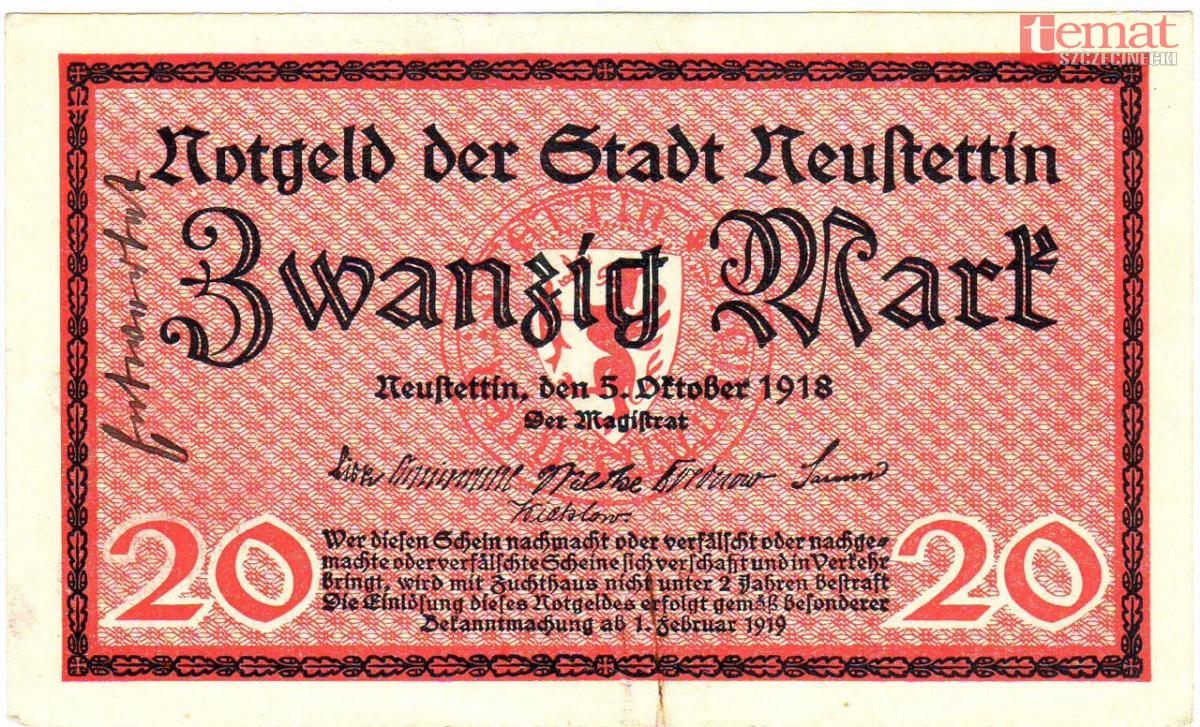 temat
SZCZECINECKI
Notgeld der Stadt Neuſtettin
Zwanzig Mark
Neuſtettin, den 5. Oktober 1918
Der Magiſtrat
Mielke
20
20
Wer dieſen Schein nachmacht oder verfälſcht oder nachge=
machte oder verfälſchte Scheine ſich verſchafft und in Verkehr
bringt, wird mit Zuchthaus nicht unter 2 Jahren beſtraft
Die Einlöſung dieſes Notgeldes erfolgt gemäß beſonderer
Bekanntmachung ab 1. Februar 1919